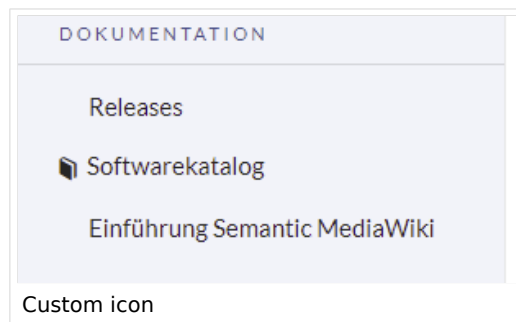 DOKUMENTATION
Releases
Softwarekatalog
Einführung Semantic MediaWiki
Custom icon